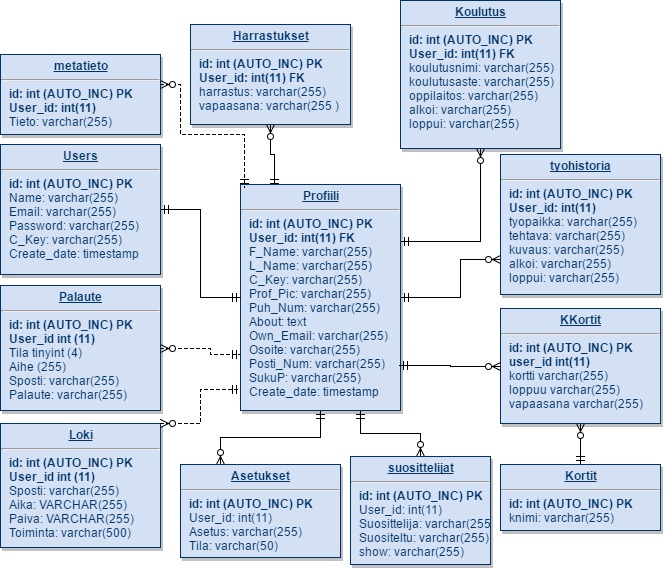 metatieto
id: int (AUTO_INC) PK
User_id: int(11)
Tieto: varchar(255)
Harrastukset
id: int (AUTO_INC) PK
User_id: int(11) FK
harrastus: varchar(255)
vapaasana: varchar(255 )
Koulutus
id: int (AUTO_INC) PK
User_id: int(11) FK
koulutusnimi: varchar(255)
koulutusaste: varchar(255)
oppilaitos: varchar(255)
alkoi: varchar(255)
loppui: varchar(255)
Users
id: int (AUTO_INC) PK
Name: varchar(255)
Email: varchar(255)
Password: varchar(255)
C_Key: varchar(255)
Create_date: timestamp
Profiili
id: int (AUTO_INC) PK
User_id: int(11) FK
F_Name: varchar(255)
L_Name: varchar(255)
C_Key: varchar(255)
Prof_Pic: varchar(255)
Puh_Num: varchar(255)
About: text
Own_Email: varchar(255)
Osoite: varchar(255)
Posti_Num: varchar(255)
SukuP: varchar(255)
Create_date: timestamp
tyohistoria
id: int (AUTO_INC) PK
User_id: int(11)
tyopaikka: varchar(255)
tehtava: varchar(255)
kuvaus: varchar(255)
alkoi: varchar(255)
loppui: varchar(255)
Palaute
id: int (AUTO_INC) PK
User_id int (11)
Tila tinyint (4)
Aihe (255)
Sposti: varchar(255)
Palaute: varchar(255)
KKortit
id: int (AUTO_INC) PK
user_id int(11)
kortti varchar(255)
loppuu varchar(255)
vapaasana varchar(255)
Loki
id: int (AUTO_INC) PK
User_id int (11)
Sposti: varchar(255)
Aika: VARCHAR(255)
Paiva: VARCHAR(255)
Toiminta: varchar(500)
Asetukset
id: int (AUTO_INC) PK
User_id: int(11)
Asetus: varchar(255)
Tila: varchar(50)
suosittelijat
id: int (AUTO_INC) PK
User_id: int(11)
Suosittelija: varchar(255
Suositeltu: varchar(255)
show: varchar(255)
Kortit
id: int (AUTO_INC) PK
knimi: varchar(255)